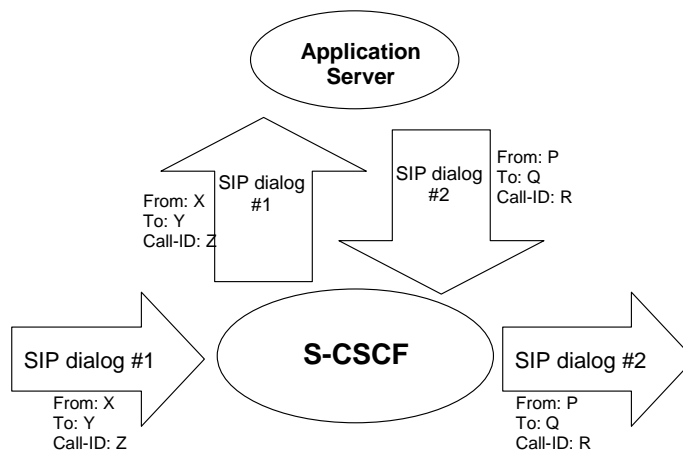 Application
Server
SIP dialog
#1
From: X
To: Y
Call-ID: Z
SIP dialog
#2
From: P
To: Q
Call-ID: R
SIP dialog #1
From: X
To: Y
Call-ID: Z
S-CSCF
SIP dialog #2
From: P
To: Q
Call-ID: R